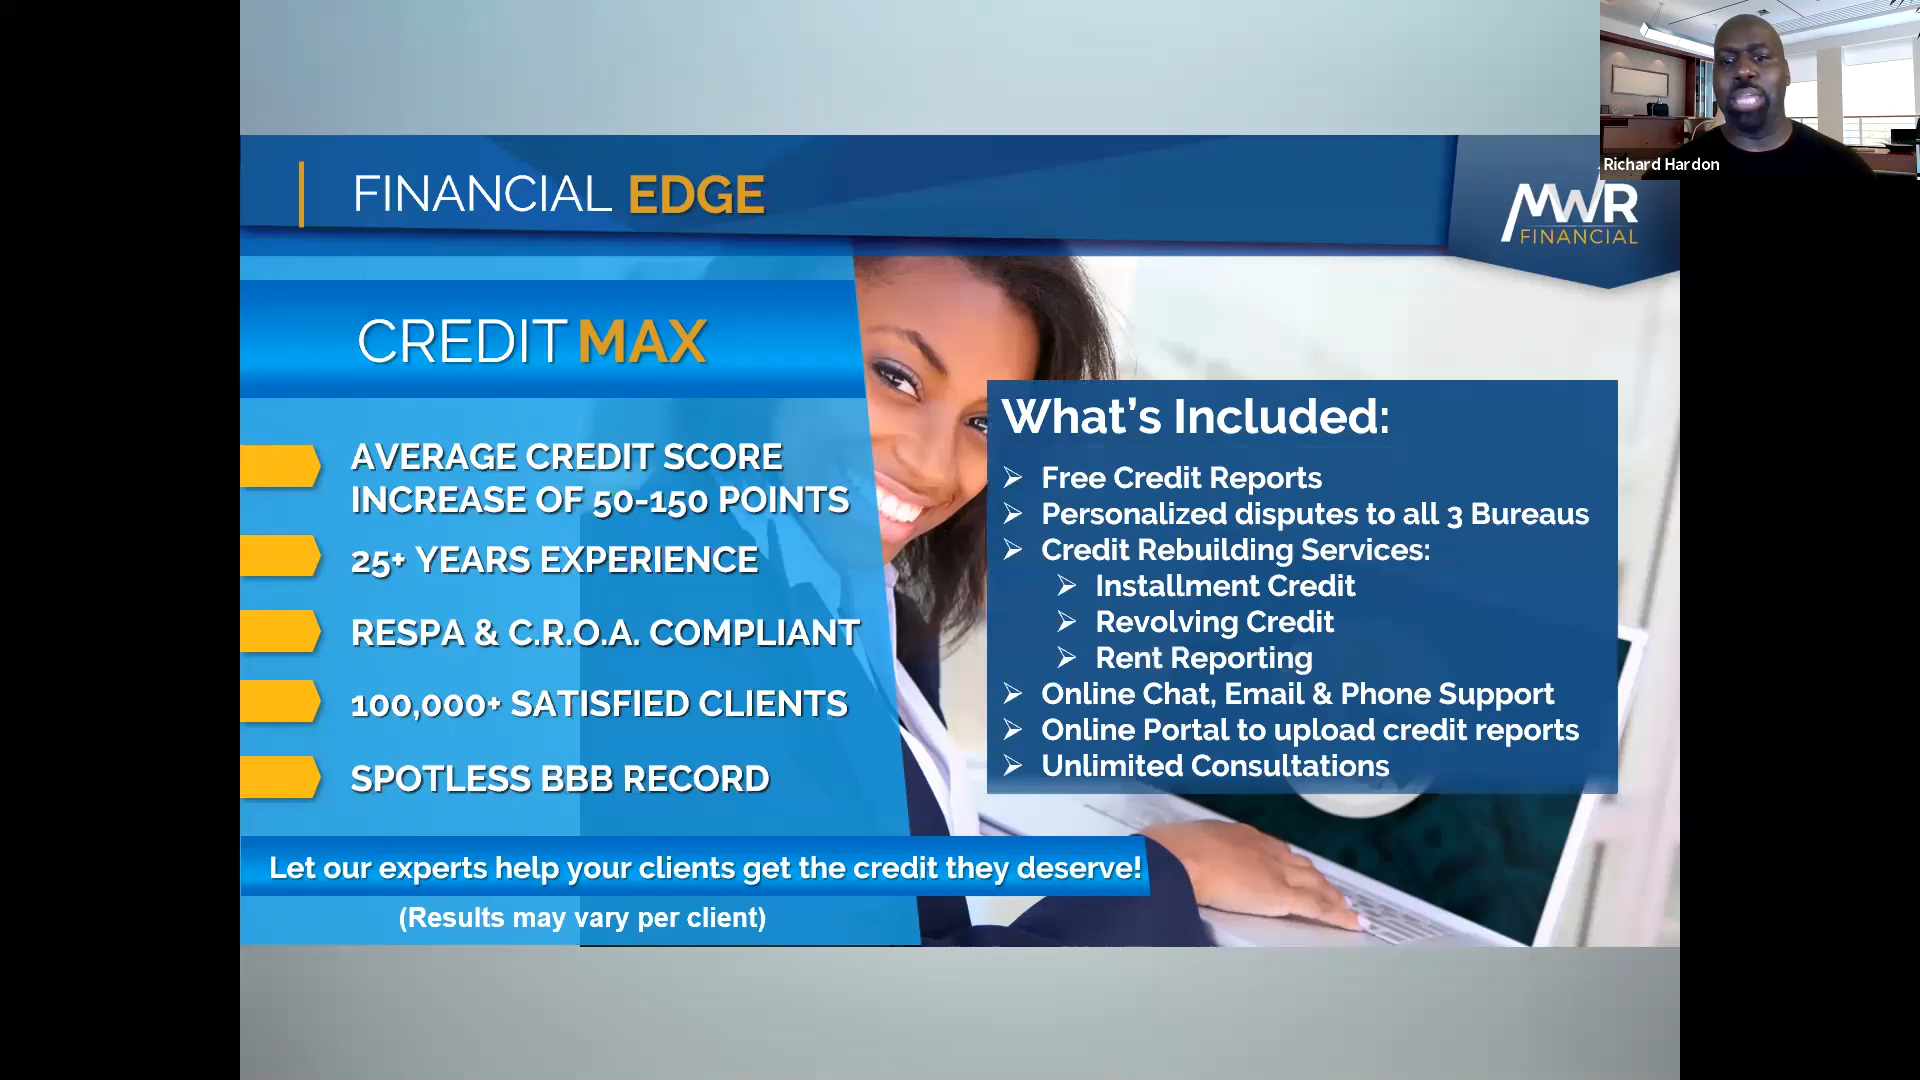 Richard Hardon
FINANCIAL EDGE
MWR
FINANCIAL
CREDIT MAX
AVERAGE CREDIT SCORE
INCREASE OF 50-150 POINTS
25+ YEARS EXPERIENCE
RESPA & C.R.O.A. COMPLIANT
100,000+ SATISFIED CLIENTS
SPOTLESS BBB RECORD
What's Included:
Free Credit Reports
Personalized disputes to all 3 Bureaus
Credit Rebuilding Services:
Installment Credit
Revolving Credit
Rent Reporting
Online Chat, Email & Phone Support
Online Portal to upload credit reports
Unlimited Consultations
Let our experts help your clients get the credit they deserve!
(Results may vary per client)